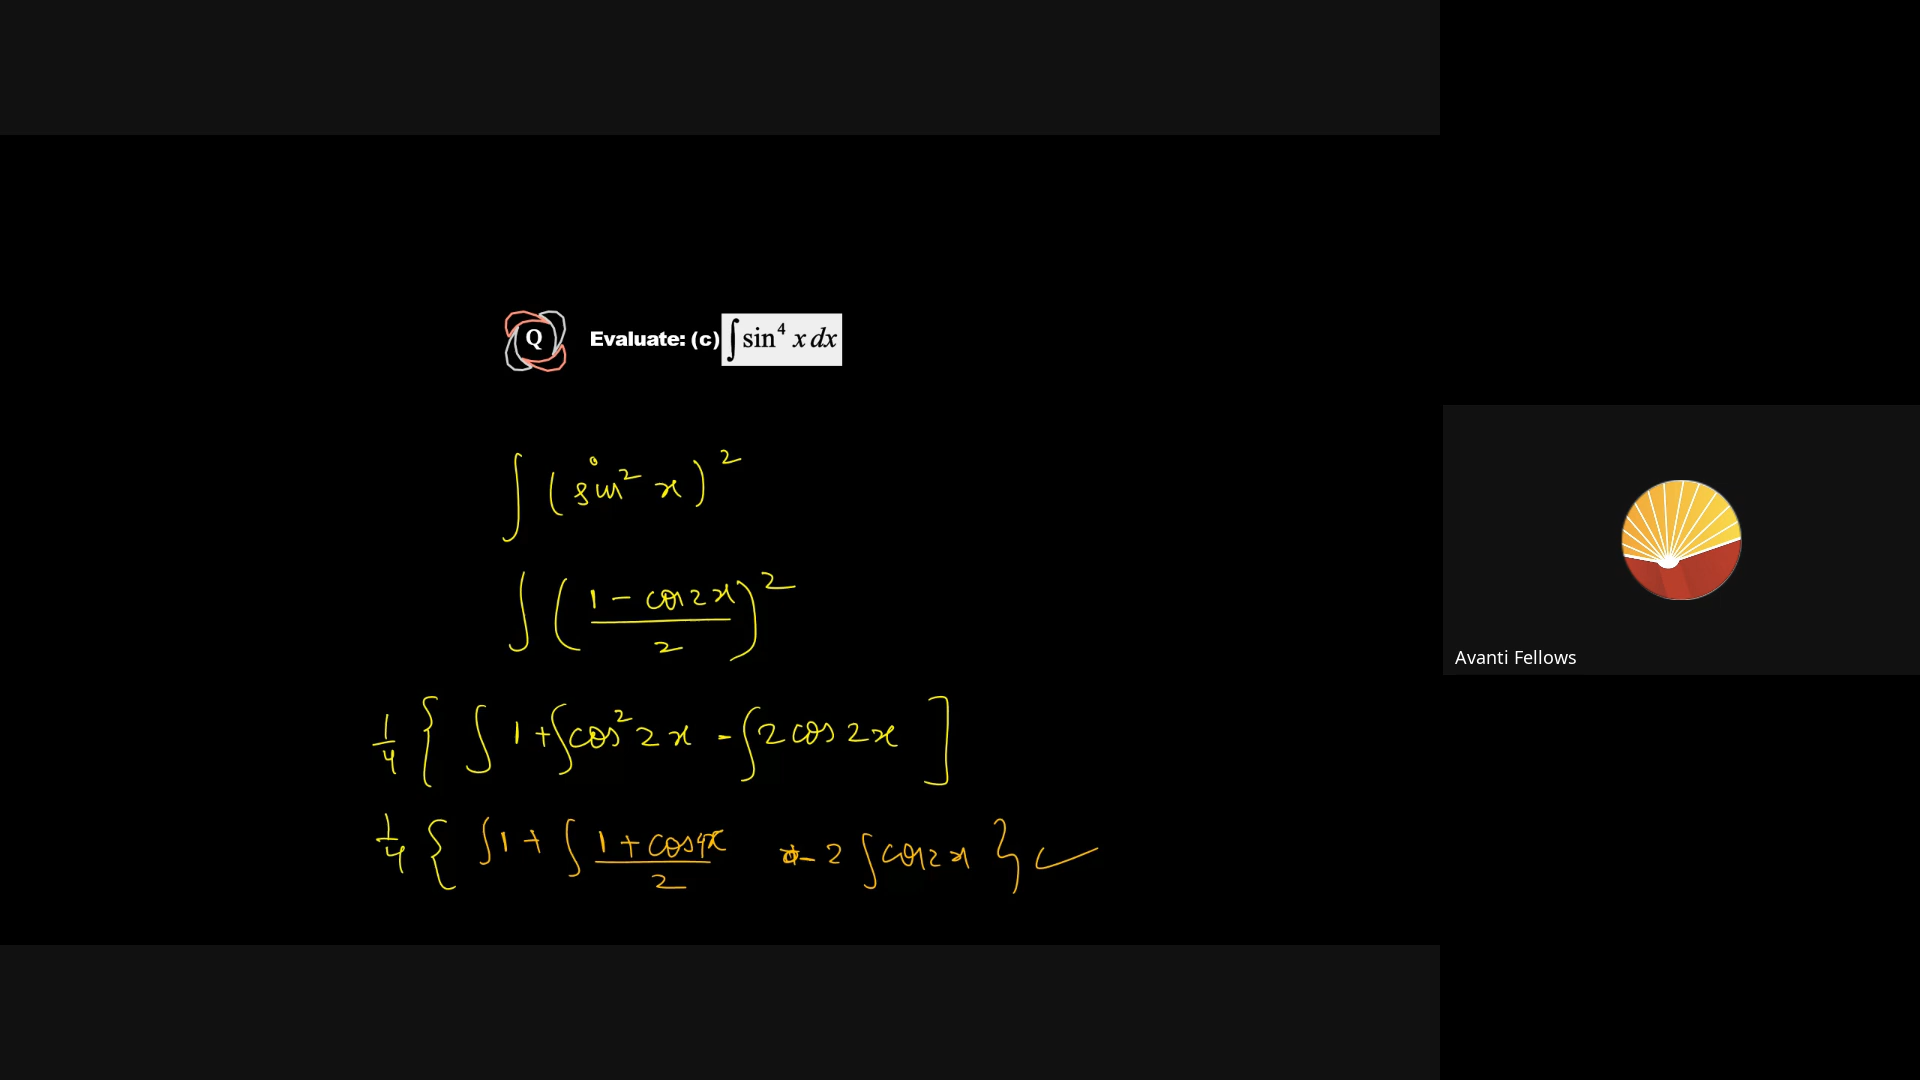 Q Evaluate: (c) ∫ sin⁴ x dx
∫ (sin² x)²
∫ ((1 - cos 2x)/2)²
1/4 { ∫ 1 + ∫ cos² 2x - ∫ 2 cos 2x ]
1/4 { ∫ 1 + ∫ (1 + cos 4x)/2 - 2 ∫ cos 2x }
Avanti Fellows